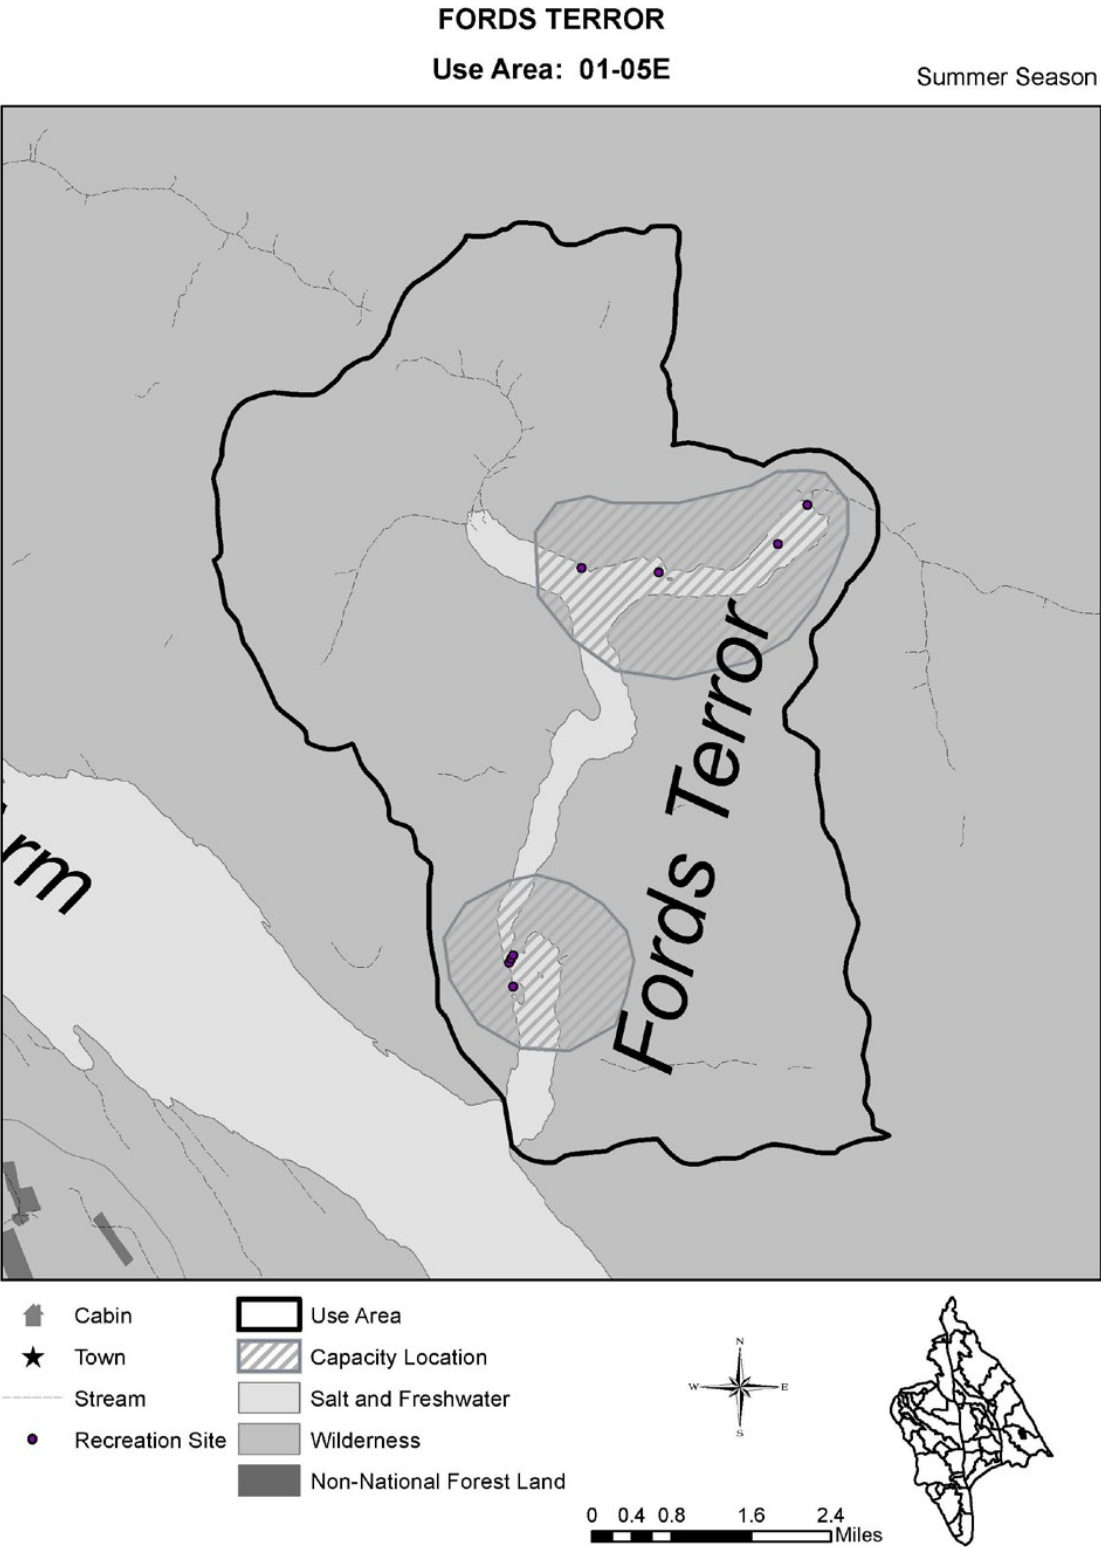 FORDS TERROR
Use Area: 01-05E
Summer Season
rm
Fords Terror
Cabin
Town
Stream
Recreation Site
Use Area
Capacity Location
Salt and Freshwater
Wilderness
Non-National Forest Land
N
W E
S
0 0.4 0.8 1.6 2.4
Miles